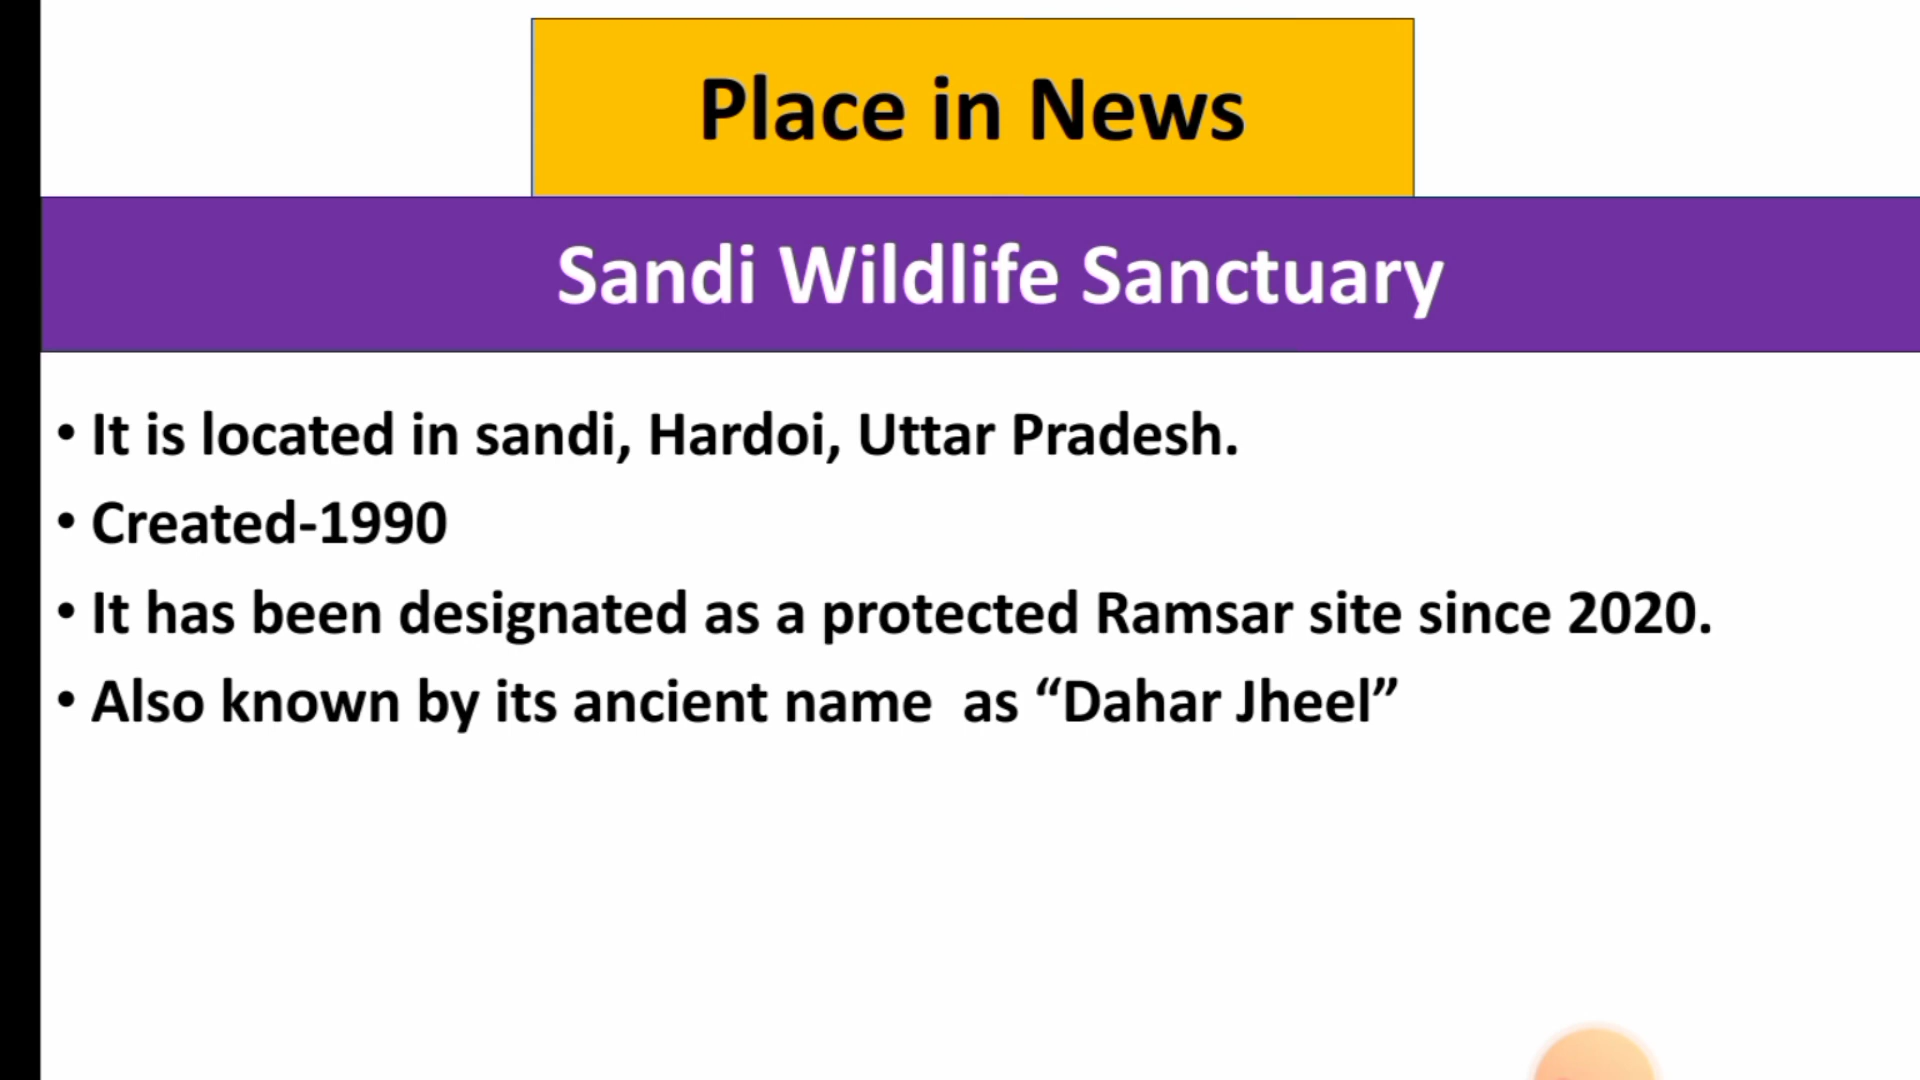 Place in News
Sandi Wildlife Sanctuary
• It is located in sandi, Hardoi, Uttar Pradesh.
• Created-1990
• It has been designated as a protected Ramsar site since 2020.
• Also known by its ancient name  as “Dahar Jheel”